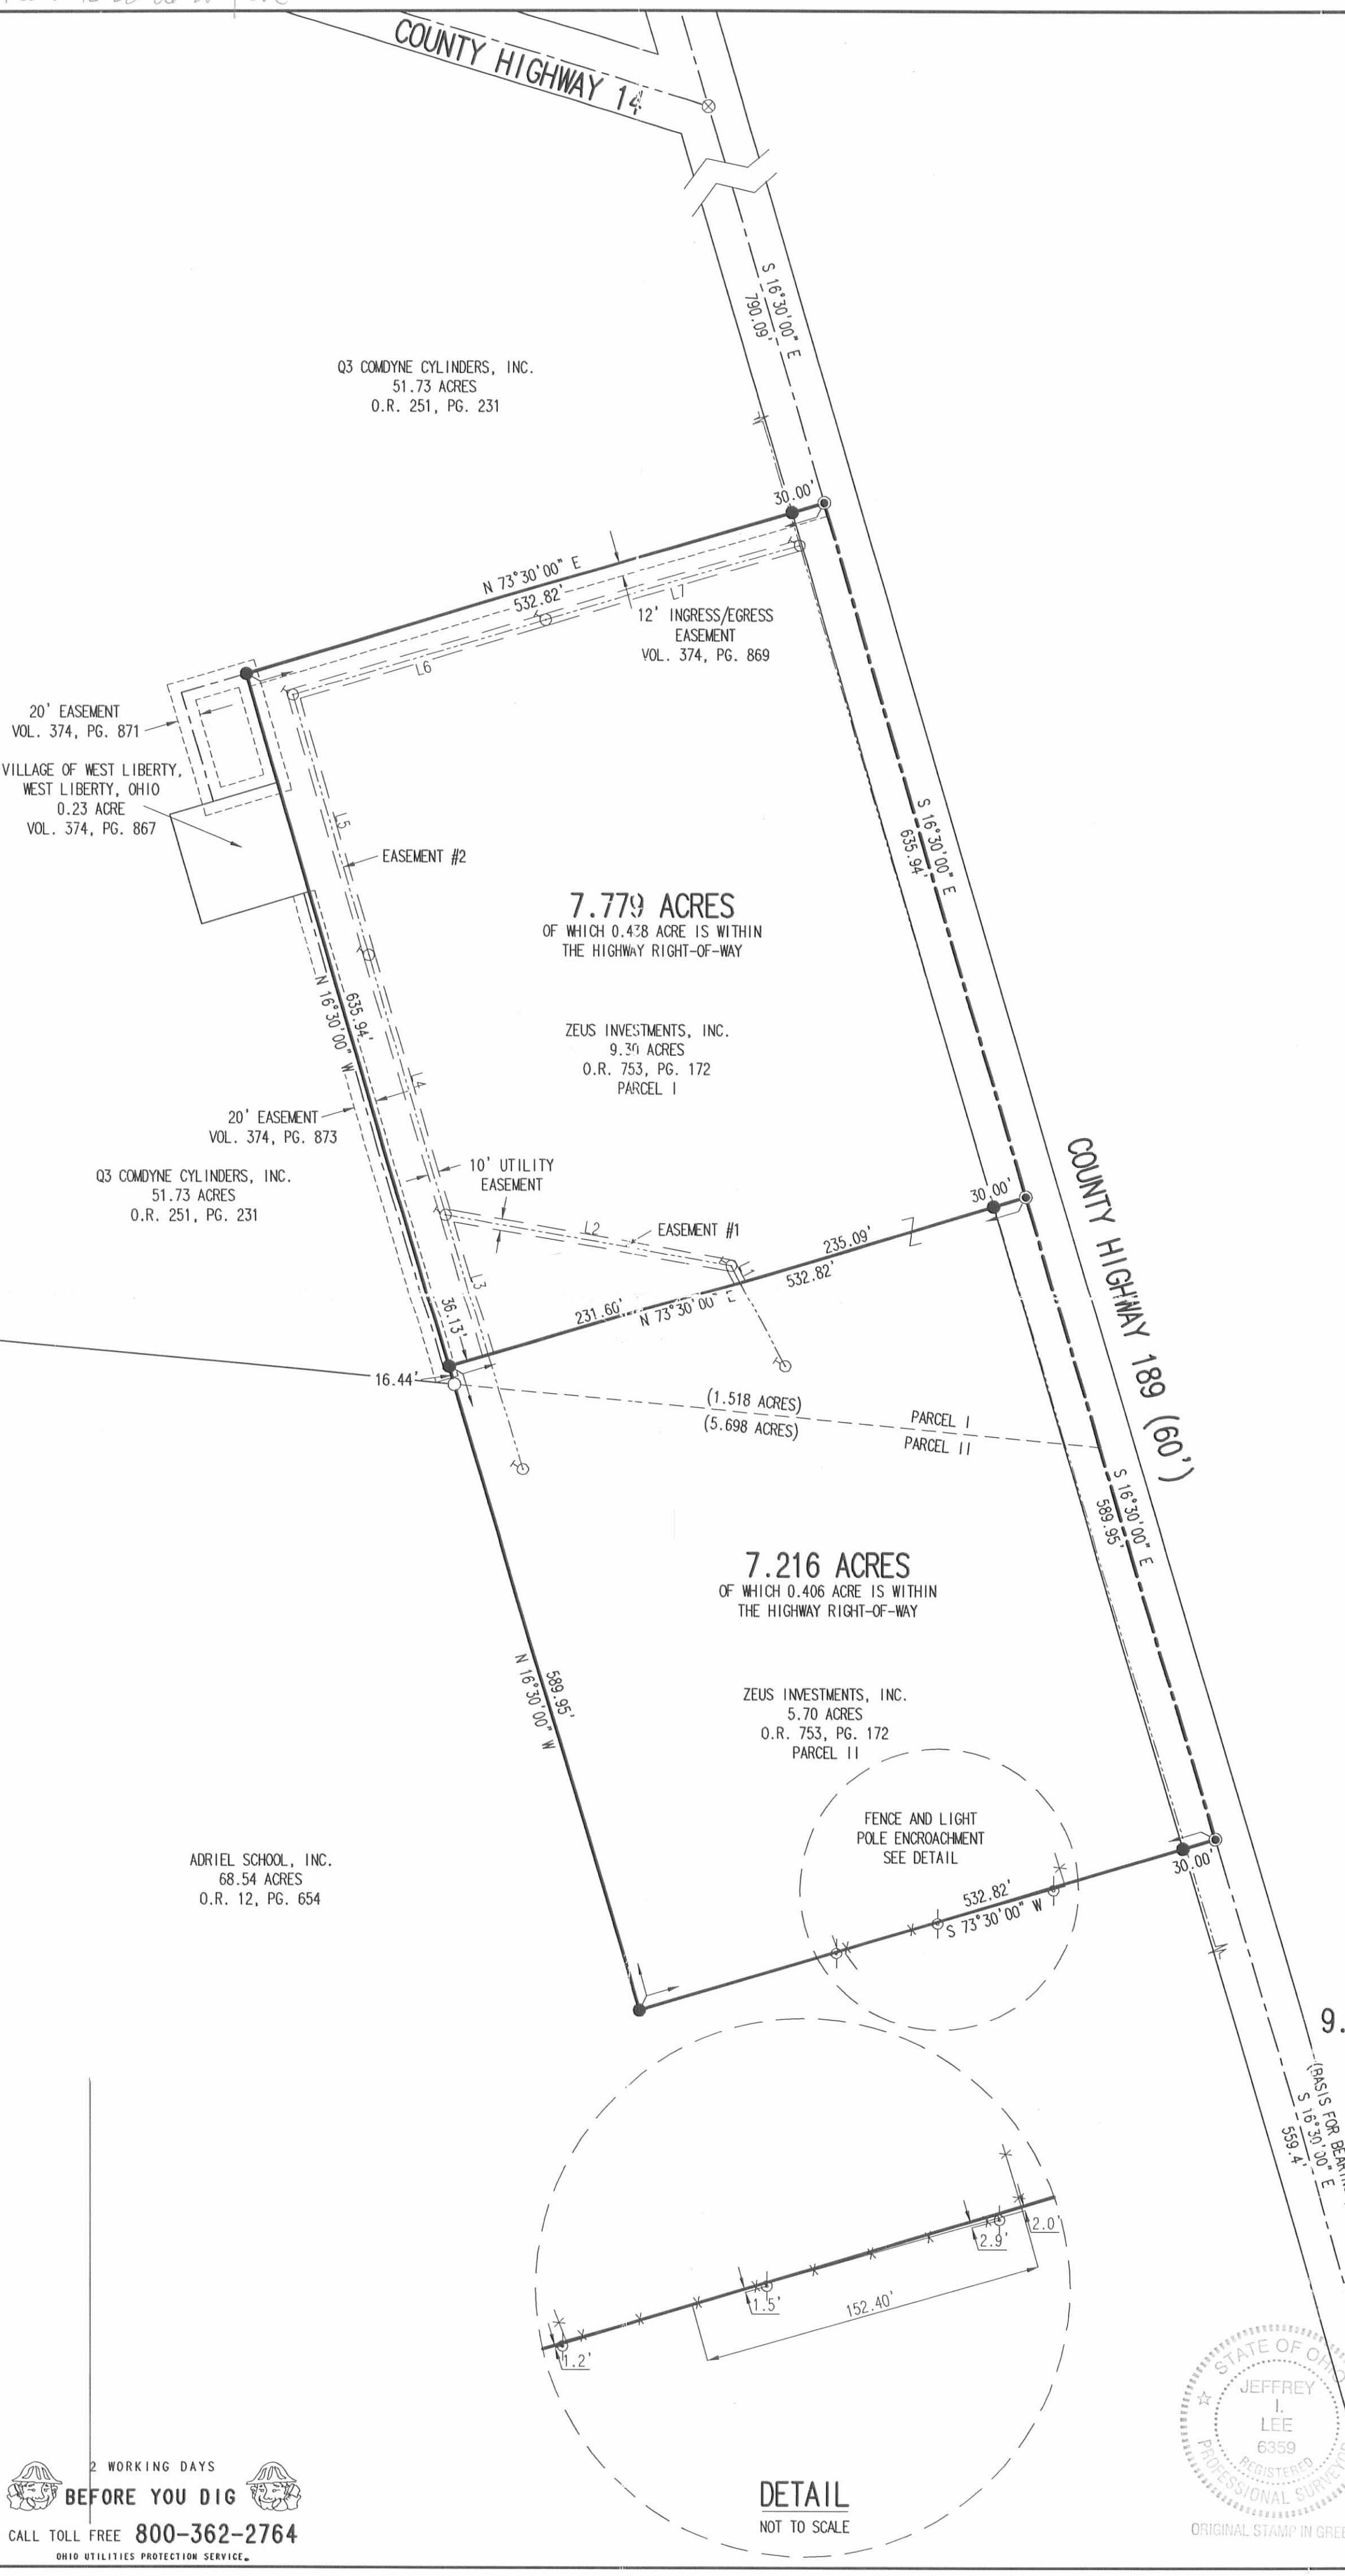 COUNTY HIGHWAY 14
S 16°30'00" E
790.09'
Q3 COMDYNE CYLINDERS, INC.
51.73 ACRES
O.R. 251, PG. 231
30.00'
N 73°30'00" E
532.82'
L7
12' INGRESS/EGRESS
EASEMENT
VOL. 374, PG. 869
L6
20' EASEMENT
VOL. 374, PG. 871
VILLAGE OF WEST LIBERTY,
WEST LIBERTY, OHIO
0.23 ACRE
VOL. 374, PG. 867
L5
EASEMENT #2
S 16°30'00" E
635.94'
7.779 ACRES
OF WHICH 0.438 ACRE IS WITHIN
THE HIGHWAY RIGHT-OF-WAY
635.94'
N 16°30'00" W
ZEUS INVESTMENTS, INC.
9.30 ACRES
O.R. 753, PG. 172
PARCEL I
L4
20' EASEMENT
VOL. 374, PG. 873
Q3 COMDYNE CYLINDERS, INC.
51.73 ACRES
O.R. 251, PG. 231
10' UTILITY
EASEMENT
L2
EASEMENT #1
30.00'
235.09'
532.82'
L1
L3
36.13'
231.60'
N 73°30'00" E
COUNTY HIGHWAY 189 (60')
16.44'
(1.518 ACRES)
(5.698 ACRES)
PARCEL I
PARCEL II
S 16°30'00" E
589.95'
7.216 ACRES
OF WHICH 0.406 ACRE IS WITHIN
THE HIGHWAY RIGHT-OF-WAY
589.95'
N 16°30'00" W
ZEUS INVESTMENTS, INC.
5.70 ACRES
O.R. 753, PG. 172
PARCEL II
FENCE AND LIGHT
POLE ENCROACHMENT
SEE DETAIL
30.00'
532.82'
S 73°30'00" W
ADRIEL SCHOOL, INC.
68.54 ACRES
O.R. 12, PG. 654
9.
(BASIS FOR
S 16°30'00" E
559.4'
2.0'
2.9'
1.5'
152.40'
1.2'
DETAIL
NOT TO SCALE
STATE OF OHIO
JEFFREY
I.
LEE
6359
REGISTERED
PROFESSIONAL SURVEYOR
ORIGINAL STAMP IN
2 WORKING DAYS
BEFORE YOU DIG
CALL TOLL FREE 800-362-2764
OHIO UTILITIES PROTECTION SERVICE.